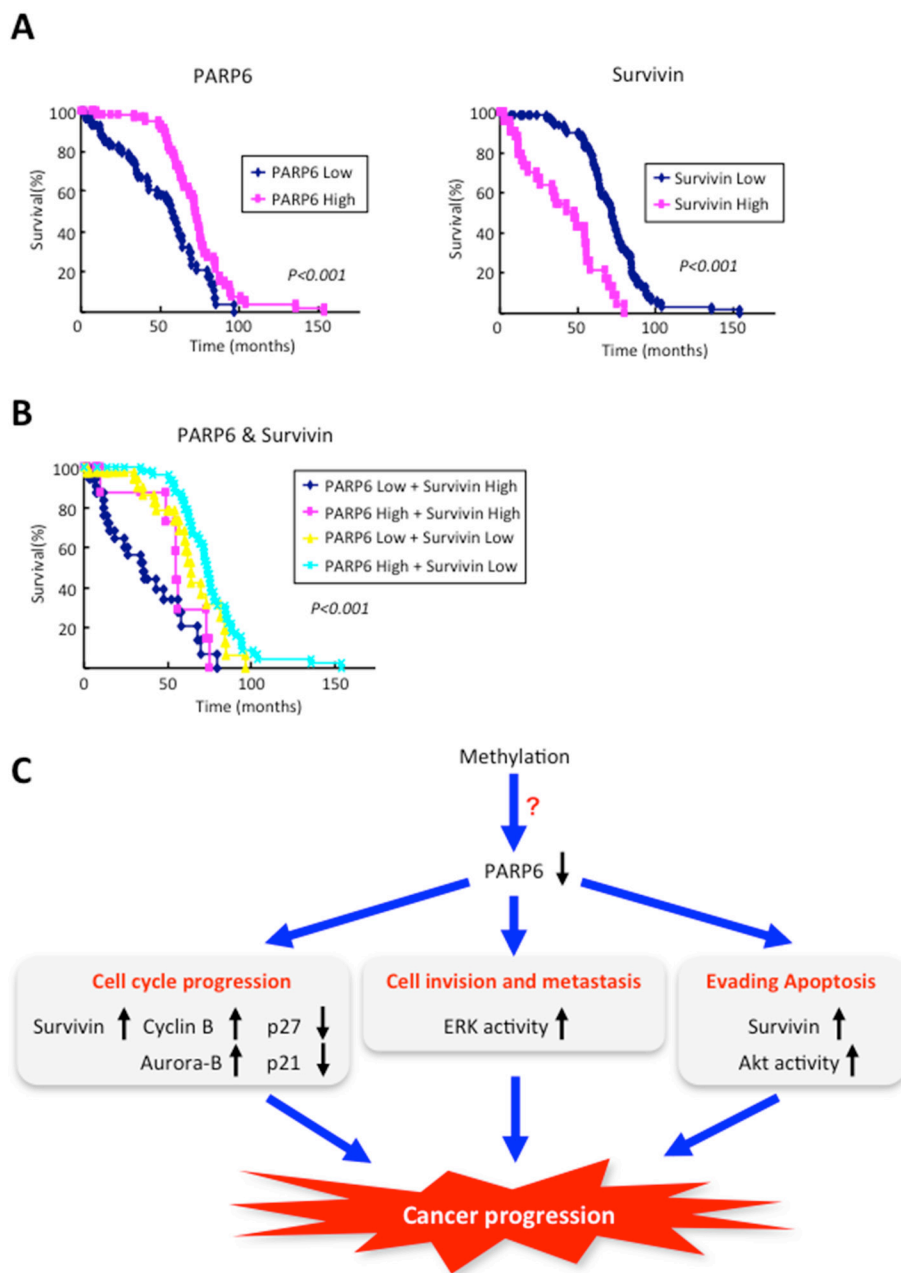 A
PARP6
Survival(%)
100
80
60
40
20
0
50
100
150
Time (months)
PARP6 Low
PARP6 High
P<0.001
Survivin
Survival(%)
100
80
60
40
20
0
50
100
150
Time (months)
Survivin Low
Survivin High
P<0.001
B
PARP6 & Survivin
Survival(%)
100
80
60
40
20
0
50
100
150
Time (months)
PARP6 Low + Survivin High
PARP6 High + Survivin High
PARP6 Low + Survivin Low
PARP6 High + Survivin Low
P<0.001
C
Methylation
?
PARP6 ↓
Cell cycle progression
Survivin ↑ Cyclin B ↑ p27 ↓
Aurora-B ↑ p21 ↓
Cell invision and metastasis
ERK activity ↑
Evading Apoptosis
Survivin ↑
Akt activity ↑
Cancer progression